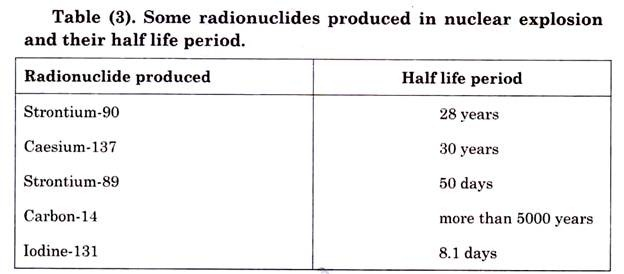 Table (3). Some radionuclides produced in nuclear explosion
and their half life period.
Radionuclide produced Half life period
Strontium-90 28 years
Caesium-137 30 years
Strontium-89 50 days
Carbon-14 more than 5000 years
Iodine-131 8.1 days